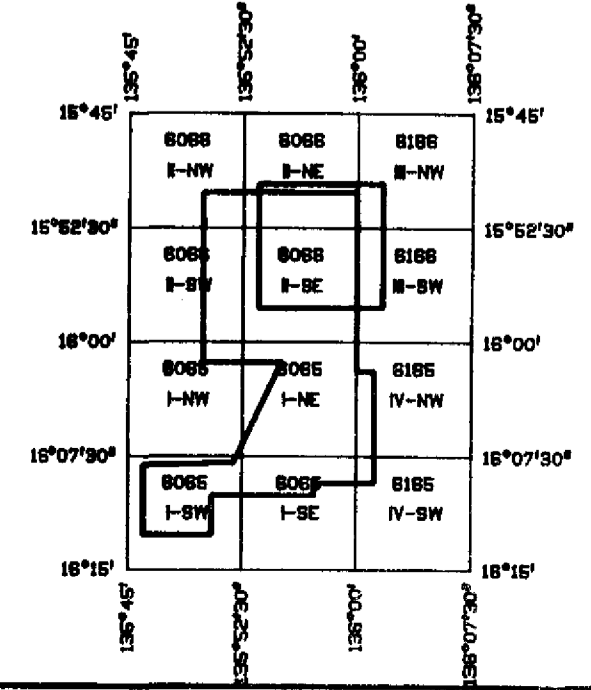 135°45'
135°52'30"
136°00'
136°07'30"
15°45'
15°45'
6066
II-NW
6066
II-NE
6166
III-NW
15°52'30"
15°52'30"
6066
II-SW
6066
II-SE
6166
III-SW
16°00'
16°00'
6065
I-NW
6065
I-NE
6165
IV-NW
16°07'30"
16°07'30"
6065
I-SW
6065
I-SE
6165
IV-SW
16°15'
16°15'
135°45'
135°52'30"
136°00'
136°07'30"